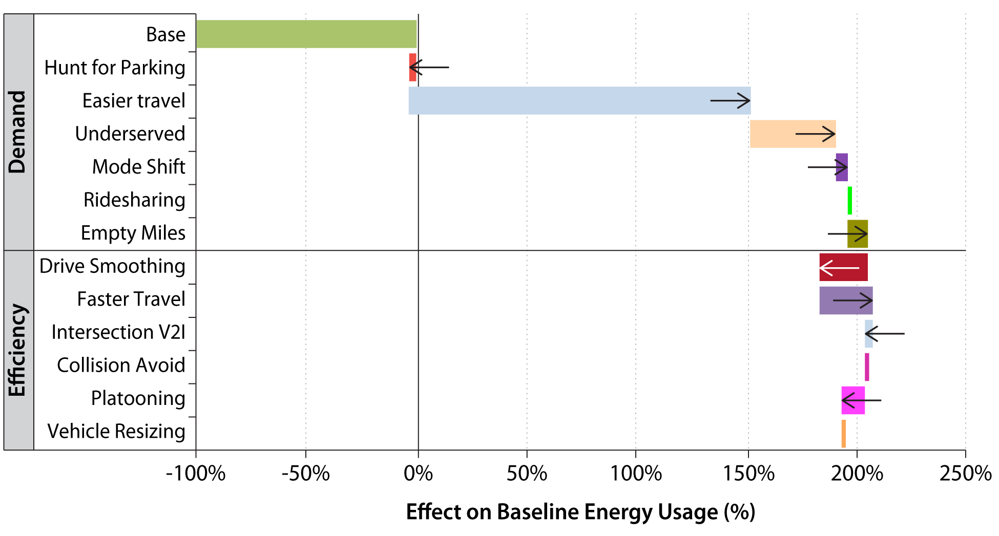 Demand
Base
Hunt for Parking
Easier travel
Underserved
Mode Shift
Ridesharing
Empty Miles
Efficiency
Drive Smoothing
Faster Travel
Intersection V2I
Collision Avoid
Platooning
Vehicle Resizing
-100% -50% 0% 50% 100% 150% 200% 250%
Effect on Baseline Energy Usage (%)